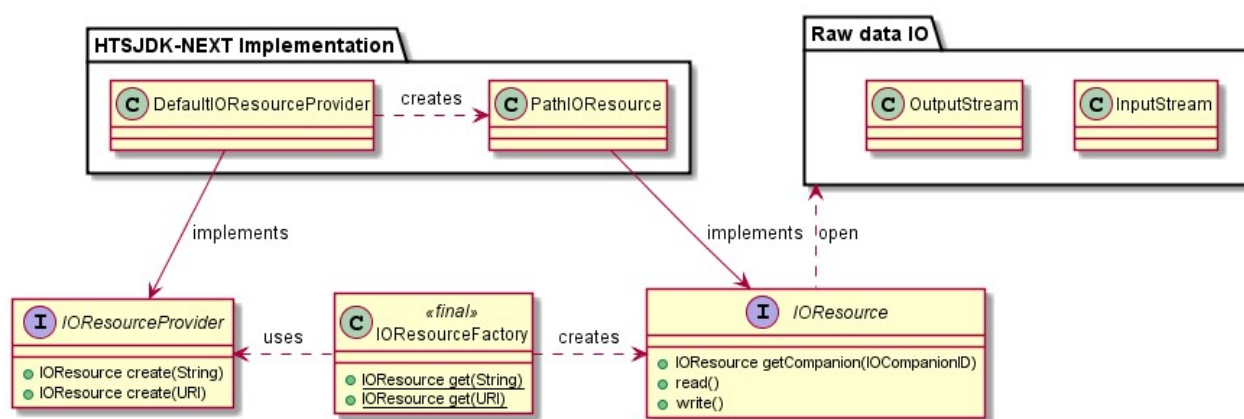 HTSJDK-NEXT Implementation
C DefaultIOResourceProvider
creates
C PathIOResource
Raw data IO
C OutputStream
C InputStream
implements
implements
open
I IOResourceProvider
IOResource create(String)
IOResource create(URI)
uses
«final»
C IOResourceFactory
IOResource get(String)
IOResource get(URI)
creates
I IOResource
IOResource getCompanion(IOCompanionID)
read()
write()